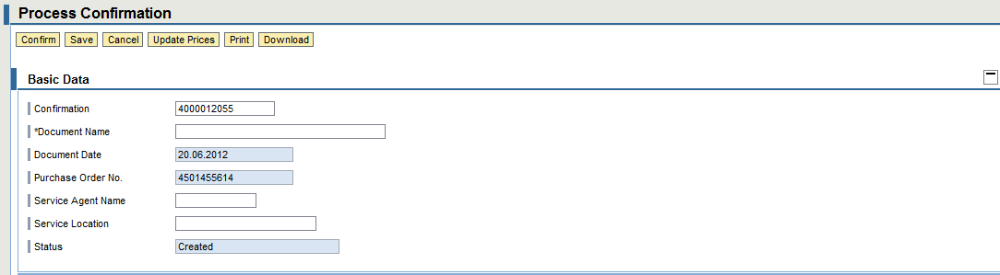 Process Confirmation
Confirm Save Cancel Update Prices Print Download
Basic Data
Confirmation 4000012055
*Document Name
Document Date 20.06.2012
Purchase Order No. 4501455614
Service Agent Name
Service Location
Status Created